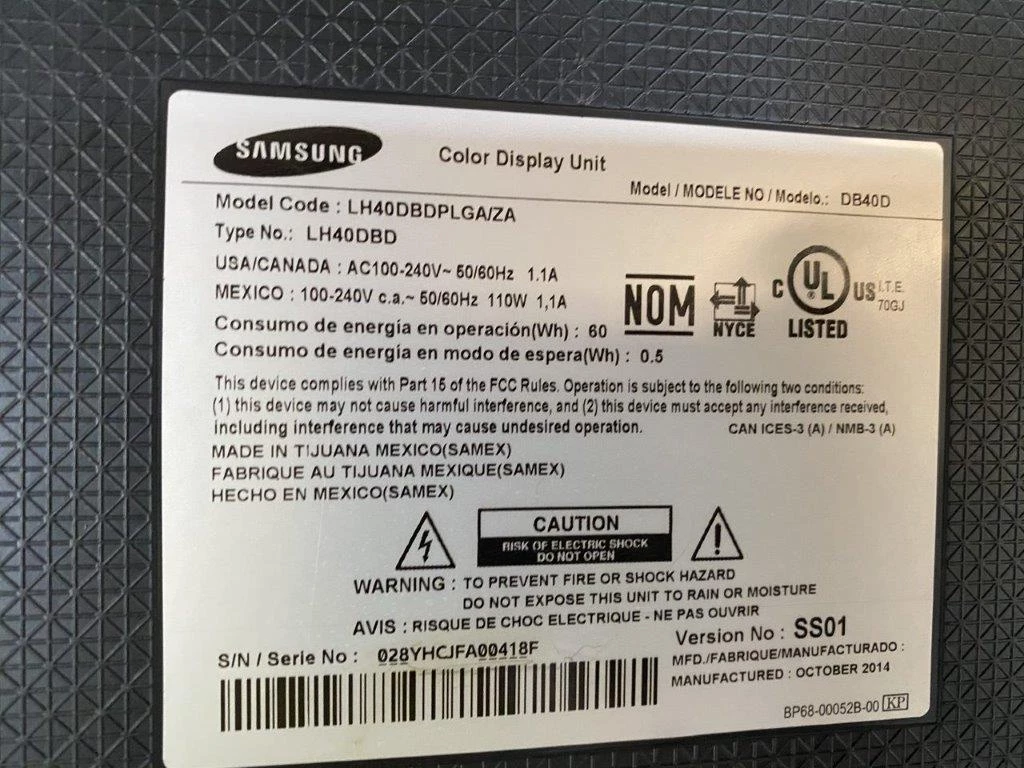 SAMSUNG
Color Display Unit
Model / MODELE NO / Modelo.: DB40D
Model Code : LH40DBDPLGA/ZA
Type No.: LH40DBD
USA/CANADA : AC100-240V~ 50/60Hz 1.1A
MEXICO : 100-240V c.a.~ 50/60Hz 110W 1,1A
Consumo de energía en operación(Wh) : 60
Consumo de energía en modo de espera(Wh) : 0.5
NOM
NYCE
C UL ® US
LISTED
I.T.E.
70GJ
This device complies with Part 15 of the FCC Rules. Operation is subject to the following two conditions:
(1) this device may not cause harmful interference, and (2) this device must accept any interference received,
including interference that may cause undesired operation.
CAN ICES-3 (A) / NMB-3 (A)
MADE IN TIJUANA MEXICO(SAMEX)
FABRIQUE AU TIJUANA MEXIQUE(SAMEX)
HECHO EN MEXICO(SAMEX)
CAUTION
RISK OF ELECTRIC SHOCK
DO NOT OPEN
WARNING : TO PREVENT FIRE OR SHOCK HAZARD
DO NOT EXPOSE THIS UNIT TO RAIN OR MOISTURE
AVIS : RISQUE DE CHOC ELECTRIQUE - NE PAS OUVRIR
S/N / Serie No : 028YHCJFA00418F
Version No : SS01
MFD./FABRIQUE/MANUFACTURADO :
MANUFACTURED : OCTOBER 2014
BP68-00052B-00 KP